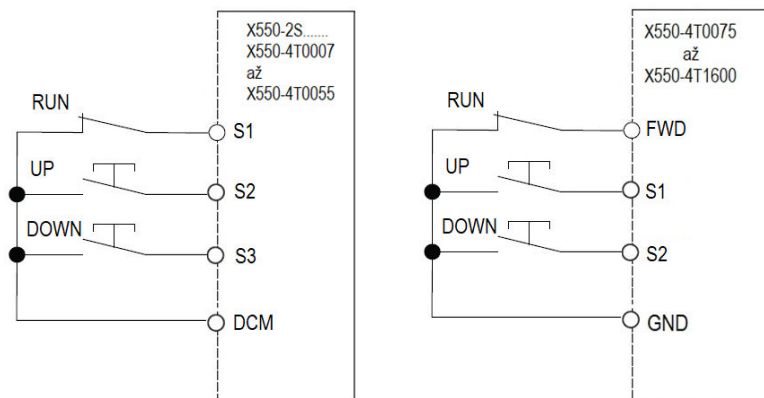 X550-2S.......
X550-4T0007
až
X550-4T0055
RUN
S1
UP
S2
DOWN
S3
DCM
X550-4T0075
až
X550-4T1600
RUN
FWD
UP
S1
DOWN
S2
GND